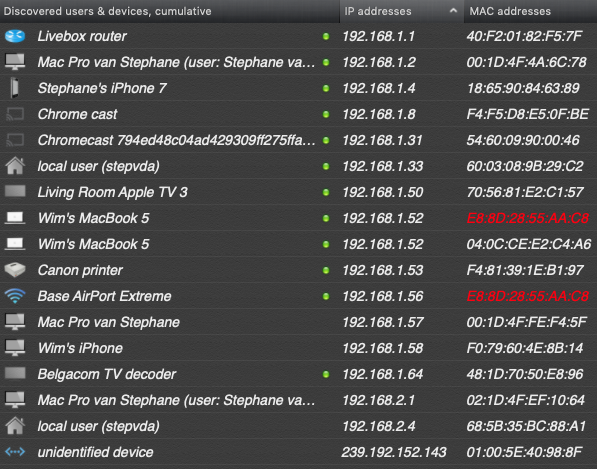 Discovered users & devices, cumulative IP addresses MAC addresses
Livebox router 192.168.1.1 40:F2:01:82:F5:7F
Mac Pro van Stephane (user: Stephane va... 192.168.1.2 00:1D:4F:4A:6C:78
Stephane's iPhone 7 192.168.1.4 18:65:90:84:63:89
Chrome cast 192.168.1.8 F4:F5:D8:E5:0F:BE
Chromecast 794ed48c04ad429309ff275ffa... 192.168.1.31 54:60:09:90:00:46
local user (stepvda) 192.168.1.33 60:03:08:9B:29:C2
Living Room Apple TV 3 192.168.1.50 70:56:81:E2:C1:57
Wim's MacBook 5 192.168.1.52 E8:8D:28:55:AA:C8
Wim's MacBook 5 192.168.1.52 04:0C:CE:E2:C4:A6
Canon printer 192.168.1.53 F4:81:39:1E:B1:97
Base AirPort Extreme 192.168.1.56 E8:8D:28:55:AA:C8
Mac Pro van Stephane 192.168.1.57 00:1D:4F:FE:F4:5F
Wim's iPhone 192.168.1.58 F0:79:60:4E:8B:14
Belgacom TV decoder 192.168.1.64 48:1D:70:50:E8:96
Mac Pro van Stephane (user: Stephane va... 192.168.2.1 02:1D:4F:EF:10:64
local user (stepvda) 192.168.2.4 68:5B:35:BC:88:A1
unidentified device 239.192.152.143 01:00:5E:40:98:8F